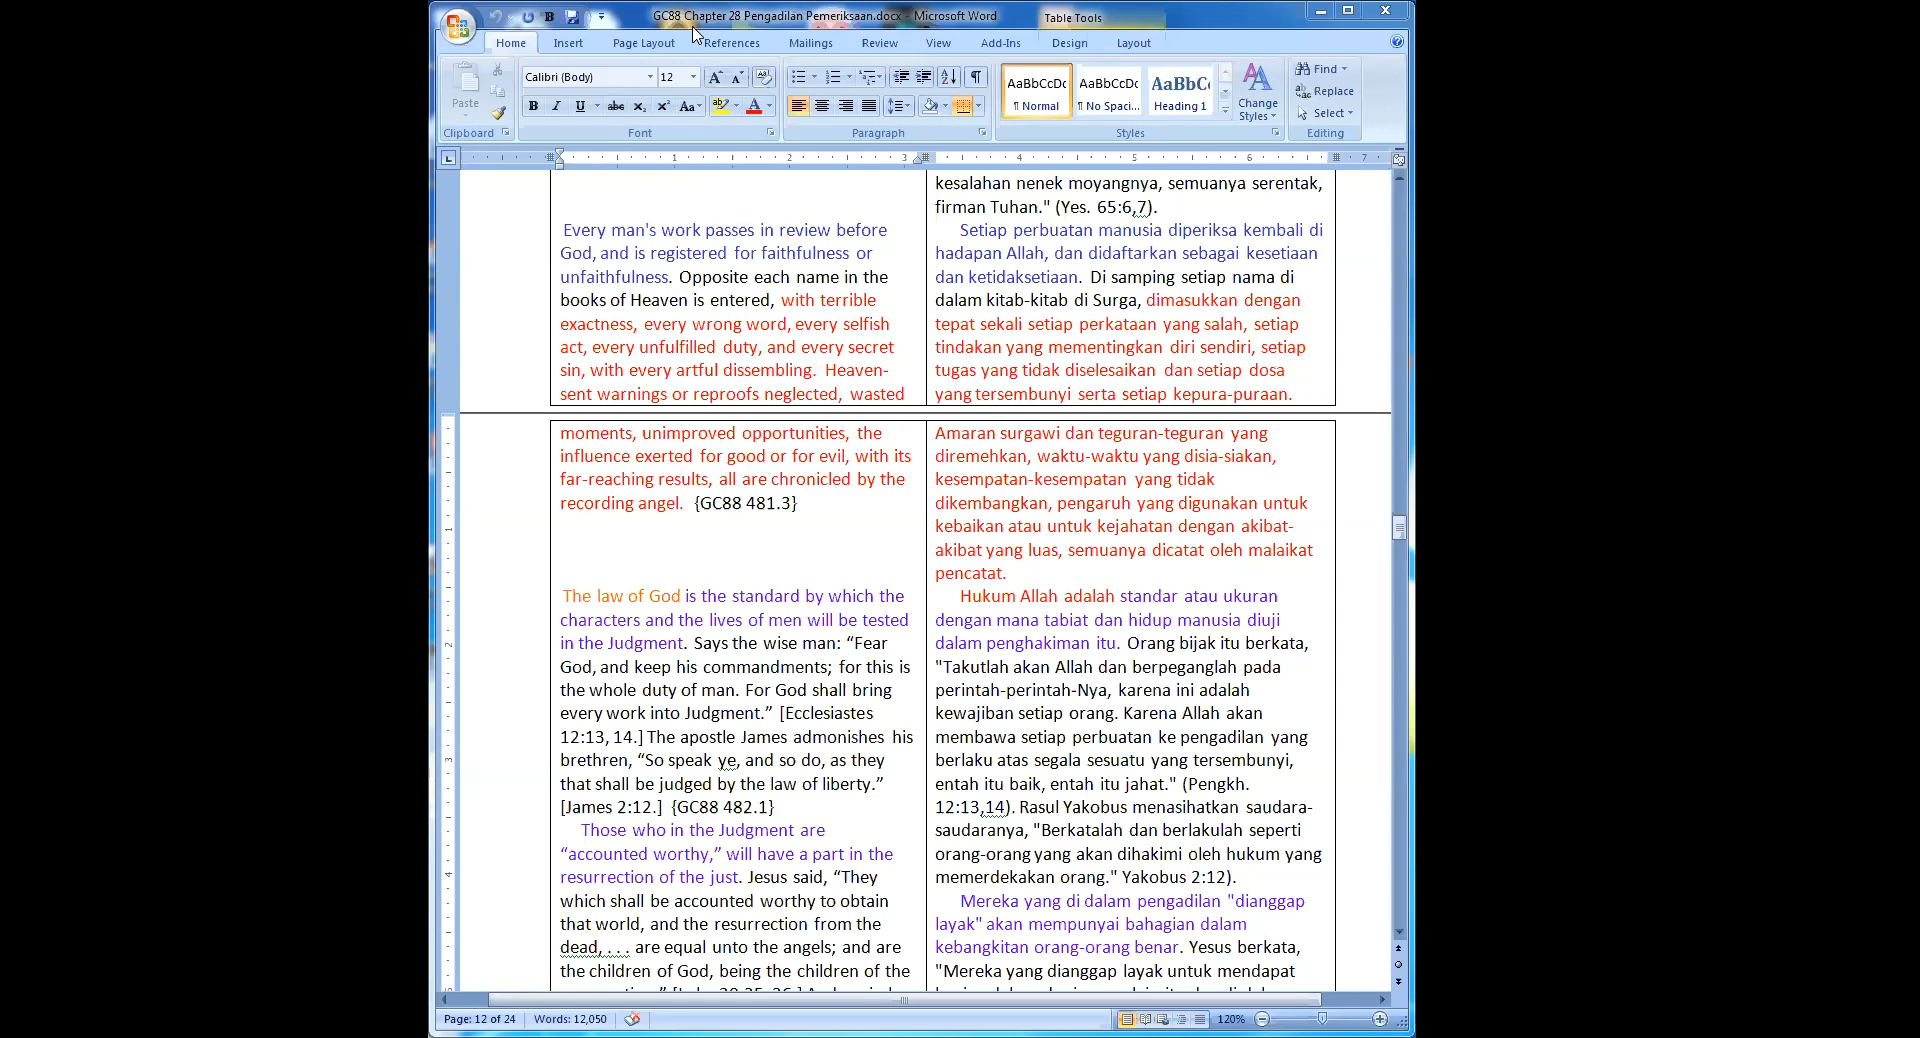 GC88 Chapter 28 Pengadilan Pemeriksaan.docx - Microsoft Word
Table Tools
Home Insert Page Layout References Mailings Review View Add-Ins Design Layout
Paste
Calibri (Body) 12
AaBbCcDc AaBbCcDc AaBbC
¶ Normal ¶ No Spaci... Heading 1
Change
Styles
Find
Replace
Select
Clipboard Font Paragraph Styles Editing
1 2 3 4 5 6 7
kesalahan nenek moyangnya, semuanya serentak,
firman Tuhan." (Yes. 65:6,7).
Every man's work passes in review before
God, and is registered for faithfulness or
unfaithfulness. Opposite each name in the
books of Heaven is entered, with terrible
exactness, every wrong word, every selfish
act, every unfulfilled duty, and every secret
sin, with every artful dissembling. Heaven-
sent warnings or reproofs neglected, wasted
Setiap perbuatan manusia diperiksa kembali di
hadapan Allah, dan didaftarkan sebagai kesetiaan
dan ketidaksetiaan. Di samping setiap nama di
dalam kitab-kitab di Surga, dimasukkan dengan
tepat sekali setiap perkataan yang salah, setiap
tindakan yang mementingkan diri sendiri, setiap
tugas yang tidak diselesaikan dan setiap dosa
yang tersembunyi serta setiap kepura-puraan.
moments, unimproved opportunities, the
influence exerted for good or for evil, with its
far-reaching results, all are chronicled by the
recording angel. {GC88 481.3}
Amaran surgawi dan teguran-teguran yang
diremehkan, waktu-waktu yang disia-siakan,
kesempatan-kesempatan yang tidak
dikembangkan, pengaruh yang digunakan untuk
kebaikan atau untuk kejahatan dengan akibat-
akibat yang luas, semuanya dicatat oleh malaikat
pencatat.
The law of God is the standard by which the
characters and the lives of men will be tested
in the Judgment. Says the wise man: “Fear
God, and keep his commandments; for this is
the whole duty of man. For God shall bring
every work into Judgment.” [Ecclesiastes
12:13, 14.] The apostle James admonishes his
brethren, “So speak ye, and so do, as they
that shall be judged by the law of liberty.”
[James 2:12.] {GC88 482.1}
Those who in the Judgment are
“accounted worthy,” will have a part in the
resurrection of the just. Jesus said, “They
which shall be accounted worthy to obtain
that world, and the resurrection from the
dead, . . . are equal unto the angels; and are
the children of God, being the children of the
Hukum Allah adalah standar atau ukuran
dengan mana tabiat dan hidup manusia diuji
dalam penghakiman itu. Orang bijak itu berkata,
"Takutlah akan Allah dan berpeganglah pada
perintah-perintah-Nya, karena ini adalah
kewajiban setiap orang. Karena Allah akan
membawa setiap perbuatan ke pengadilan yang
berlaku atas segala sesuatu yang tersembunyi,
entah itu baik, entah itu jahat." (Pengkh.
12:13,14). Rasul Yakobus menasihatkan saudara-
saudaranya, "Berkatalah dan berlakulah seperti
orang-orang yang akan dihakimi oleh hukum yang
memerdekakan orang." Yakobus 2:12).
Mereka yang di dalam pengadilan "dianggap
layak" akan mempunyai bahagian dalam
kebangkitan orang-orang benar. Yesus berkata,
"Mereka yang dianggap layak untuk mendapat
Page: 12 of 24 Words: 12,050 120%